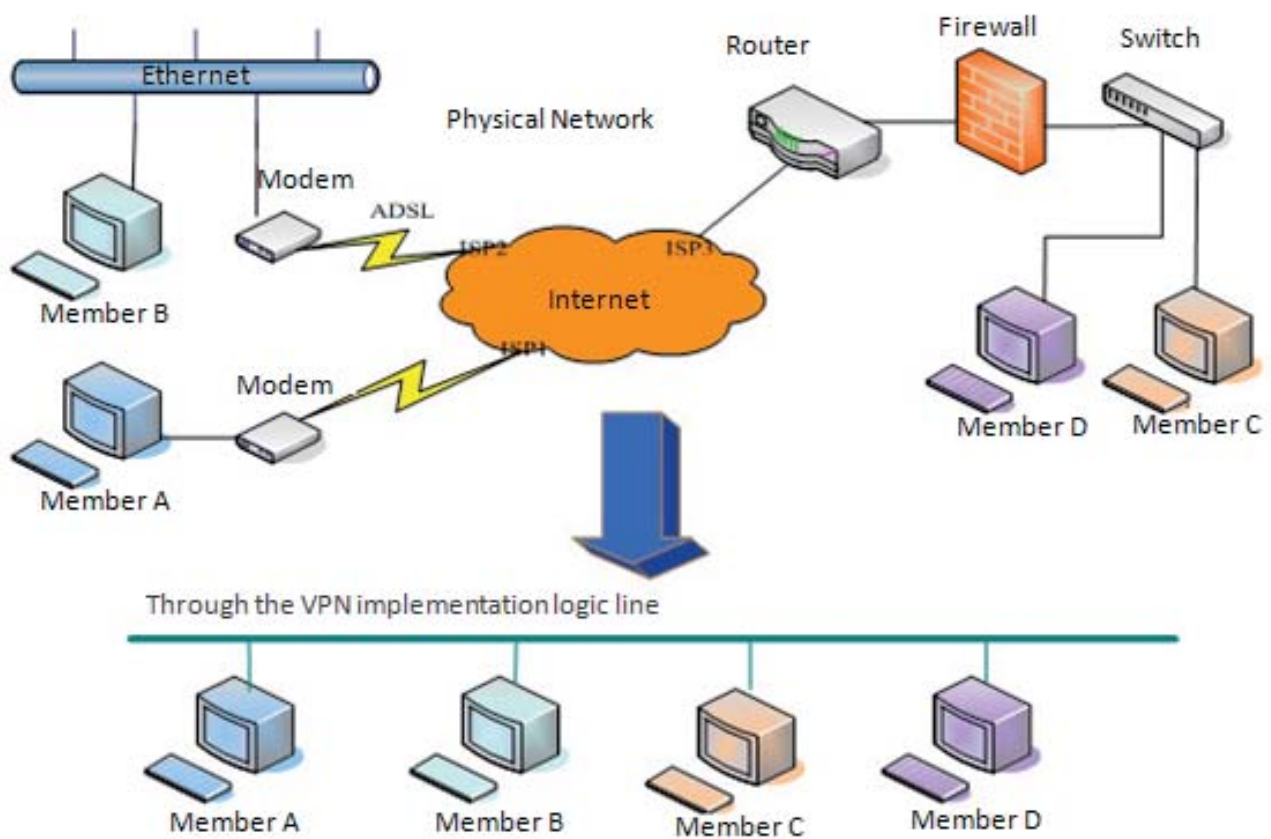 Firewall
Router
Switch
Ethernet
Physical Network
Modem
ADSL
ISP2
ISP3
Internet
Member B
ISP1
Modem
Member D
Member C
Member A
Through the VPN implementation logic line
Member A
Member B
Member C
Member D